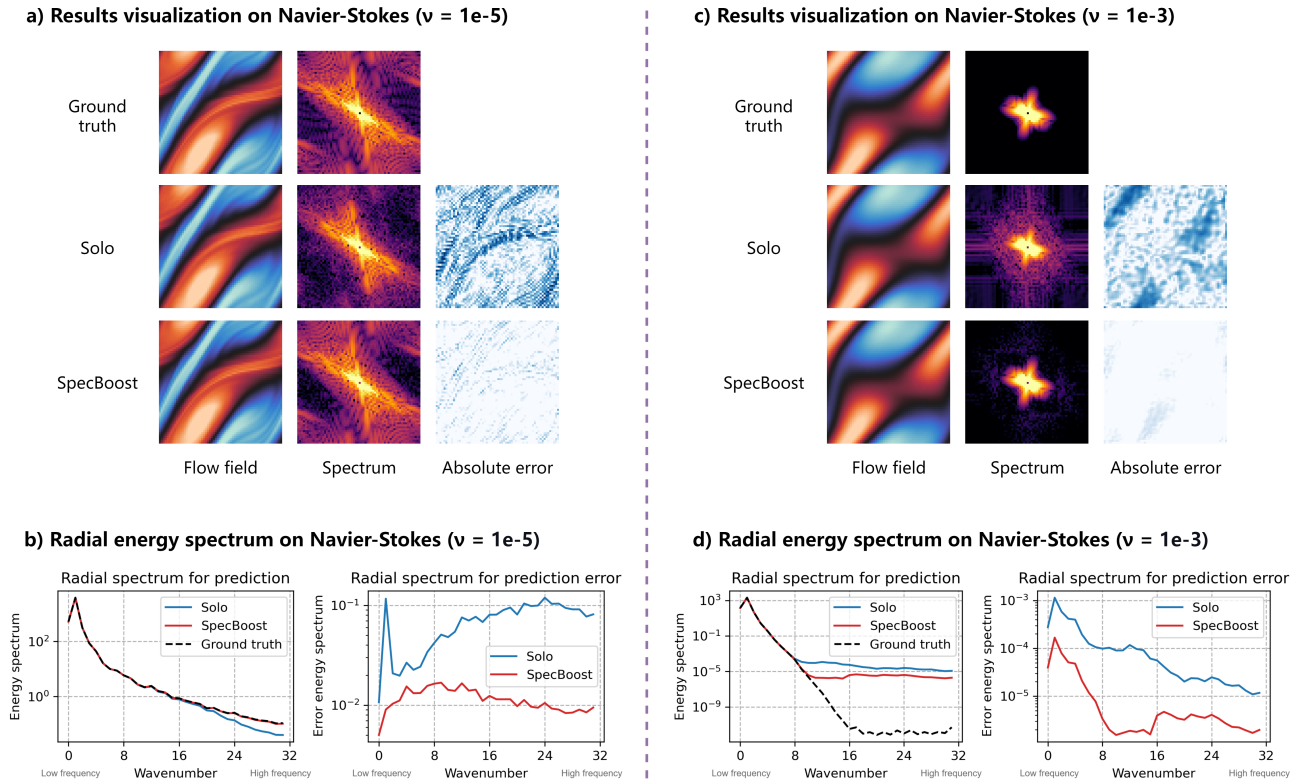 a) Results visualization on Navier-Stokes (ν = 1e-5)
Ground
truth
Solo
SpecBoost
Flow field
Spectrum
Absolute error
b) Radial energy spectrum on Navier-Stokes (ν = 1e-5)
Radial spectrum for prediction
Energy spectrum
10²
10⁰
Solo
SpecBoost
Ground truth
0 8 16 24 32
Low frequency
Wavenumber
High frequency
Radial spectrum for prediction error
Error energy spectrum
10⁻¹
10⁻²
Solo
SpecBoost
0 8 16 24 32
Low frequency
Wavenumber
High frequency
c) Results visualization on Navier-Stokes (ν = 1e-3)
Ground
truth
Solo
SpecBoost
Flow field
Spectrum
Absolute error
d) Radial energy spectrum on Navier-Stokes (ν = 1e-3)
Radial spectrum for prediction
Energy spectrum
10³
10⁻¹
10⁻⁵
10⁻⁹
Solo
SpecBoost
Ground truth
0 8 16 24 32
Low frequency
Wavenumber
High frequency
Radial spectrum for prediction error
Error energy spectrum
10⁻³
10⁻⁴
10⁻⁵
Solo
SpecBoost
0 8 16 24 32
Low frequency
Wavenumber
High frequency